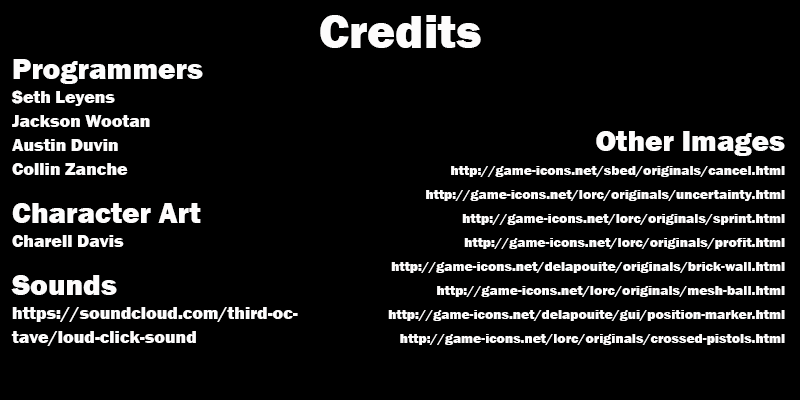 Credits
Programmers
Seth Leyens
Jackson Wootan
Austin Duvin
Collin Zanche
Character Art
Charell Davis
Sounds
https://soundcloud.com/third-oc-
tave/loud-click-sound
Other Images
http://game-icons.net/sbed/originals/cancel.html
http://game-icons.net/lorc/originals/uncertainty.html
http://game-icons.net/lorc/originals/sprint.html
http://game-icons.net/lorc/originals/profit.html
http://game-icons.net/delapouite/originals/brick-wall.html
http://game-icons.net/lorc/originals/mesh-ball.html
http://game-icons.net/delapouite/gui/position-marker.html
http://game-icons.net/lorc/originals/crossed-pistols.html